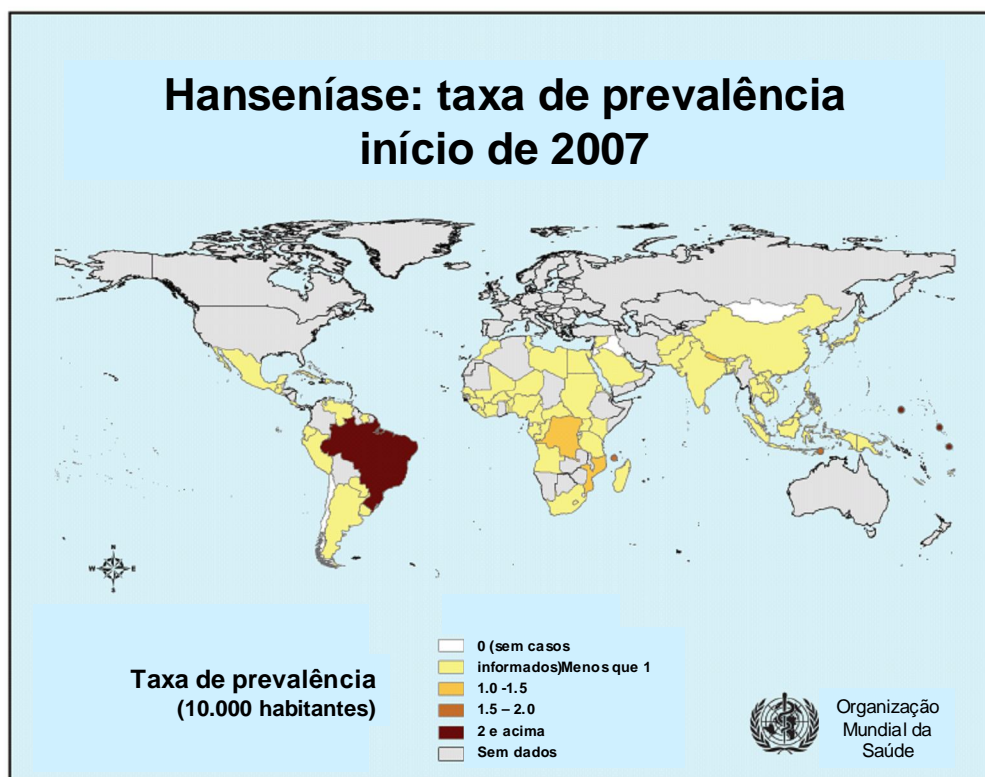 Hanseníase: taxa de prevalência
início de 2007
N
W E
S
Taxa de prevalência
(10.000 habitantes)
0 (sem casos
informados)Menos que 1
1.0 -1.5
1.5 – 2.0
2 e acima
Sem dados
Organização
Mundial da
Saúde